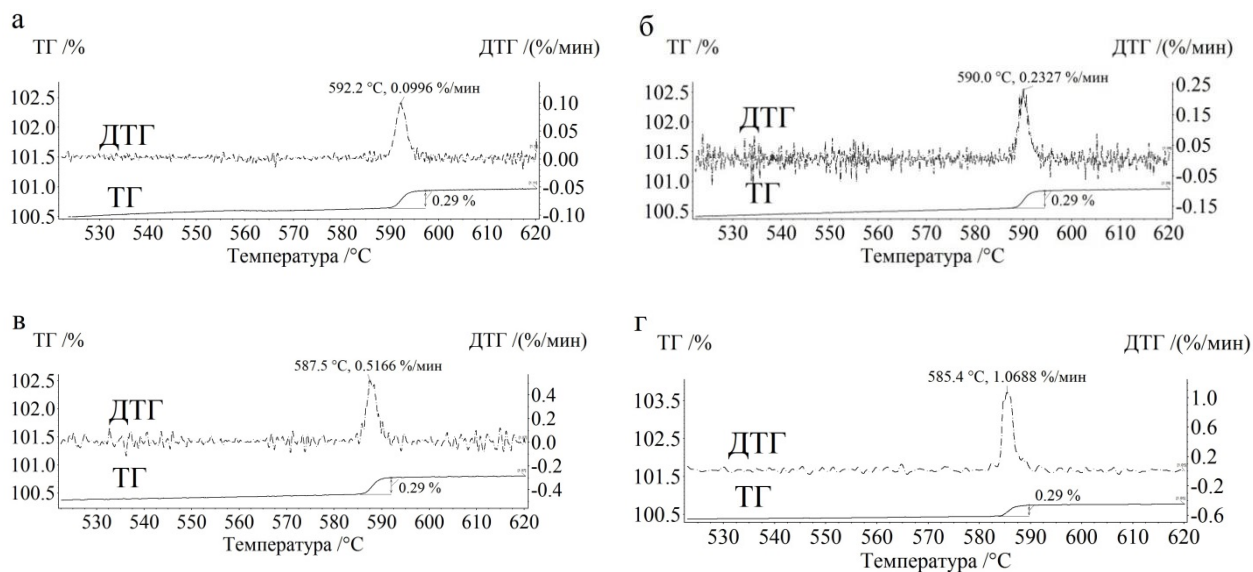 а
ТГ /%
ДТГ /(%/мин)
592.2 °C, 0.0996 %/мин
102.5
102.0
101.5
101.0
100.5
0.10
0.05
0.00
-0.05
-0.10
ДТГ
ТГ
0.29 %
530 540 550 560 570 580 590 600 610 620
Температура /°C
б
ТГ /%
ДТГ /(%/мин)
590.0 °C, 0.2327 %/мин
102.5
102.0
101.5
101.0
100.5
0.25
0.15
0.05
-0.05
-0.15
ДТГ
ТГ
0.29 %
530 540 550 560 570 580 590 600 610 620
Температура /°C
в
ТГ /%
ДТГ /(%/мин)
587.5 °C, 0.5166 %/мин
102.5
102.0
101.5
101.0
100.5
0.4
0.2
0.0
-0.2
-0.4
ДТГ
ТГ
0.29 %
530 540 550 560 570 580 590 600 610 620
Температура /°C
г
ТГ /%
ДТГ /(%/мин)
585.4 °C, 1.0688 %/мин
103.5
102.5
101.5
100.5
1.0
0.6
0.2
-0.2
-0.6
ДТГ
ТГ
0.29 %
530 540 550 560 570 580 590 600 610 620
Температура /°C